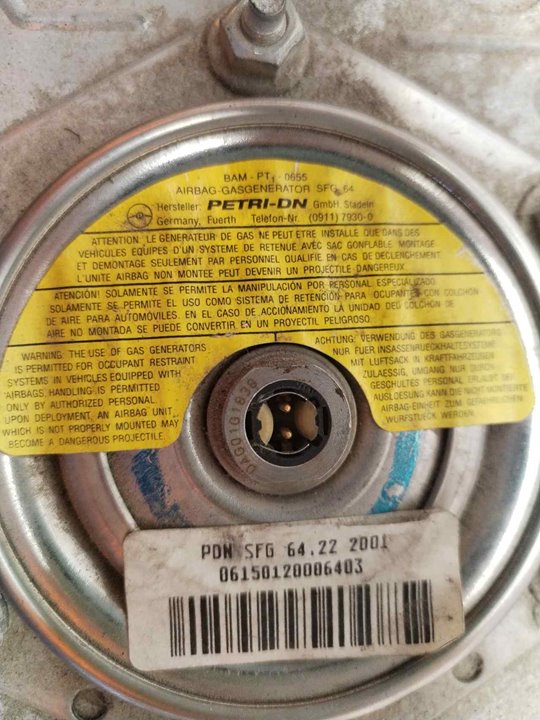 BAM - PT₁ - 0655
AIRBAG-GASGENERATOR SFG 64
Hersteller: PETRI-DN GmbH. Stadeln
Germany, Fuerth Telefon-Nr. (0911) 7930-0
ATTENTION: LE GENERATEUR DE GAS NE PEUT ETRE INSTALLE QUE DANS DES
VEHICULES EQUIPES D'UN SYSTEME DE RETENUE AVEC SAC GONFLABLE. MONTAGE
ET DEMONTAGE SEULEMENT PAR PERSONNEL QUALIFIE EN CAS DE DECLENCHEMENT.
L'UNITE AIRBAG NON MONTEE PEUT DEVENIR UN PROJECTILE DANGEREUX
ATENCIÓN! SOLAMENTE SE PERMITE LA MANIPULACIÓN POR PERSONAL ESPECIALIZADO
SOLAMENTE SE PERMITE EL USO COMO SISTEMA DE RETENCIÓN PARA OCUPANTES CON COLCHON
DE AIRE PARA AUTOMÓVILES. EN EL CASO DE ACCIONAMIENTO LA UNIDAD DEL COLCHON DE
AIRE NO MONTADA SE PUEDE CONVERTIR EN UN PROYECTIL PELIGROSO.
WARNING: THE USE OF GAS GENERATORS
IS PERMITTED FOR OCCUPANT RESTRAINT
SYSTEMS IN VEHICLES EQUIPPED WITH
AIRBAGS. HANDLING IS PERMITTED
ONLY BY AUTHORIZED PERSONAL
UPON DEPLOYMENT, AN AIRBAG UNIT,
WHICH IS NOT PROPERLY MOUNTED MAY
BECOME A DANGEROUS PROJECTILE.
ACHTUNG: VERWENDUNG DES GASGENERATORS
NUR FUER INSASSENRUECKHALTESYSTEME
MIT LUFTSACK IN KRAFTFAHRZEUGEN
ZULAESSIG, UMGANG NUR DURCH
GESCHULTES PERSONAL ERLAUBT BEI
AUSLOESUNG KANN DIE NICHT MONTIERTE
AIRBAG-EINHEIT ZUM GEFAEHRLICHEN
WURFSTUECK WERDEN.
PDN SFG 64.22 2001
06150120006403